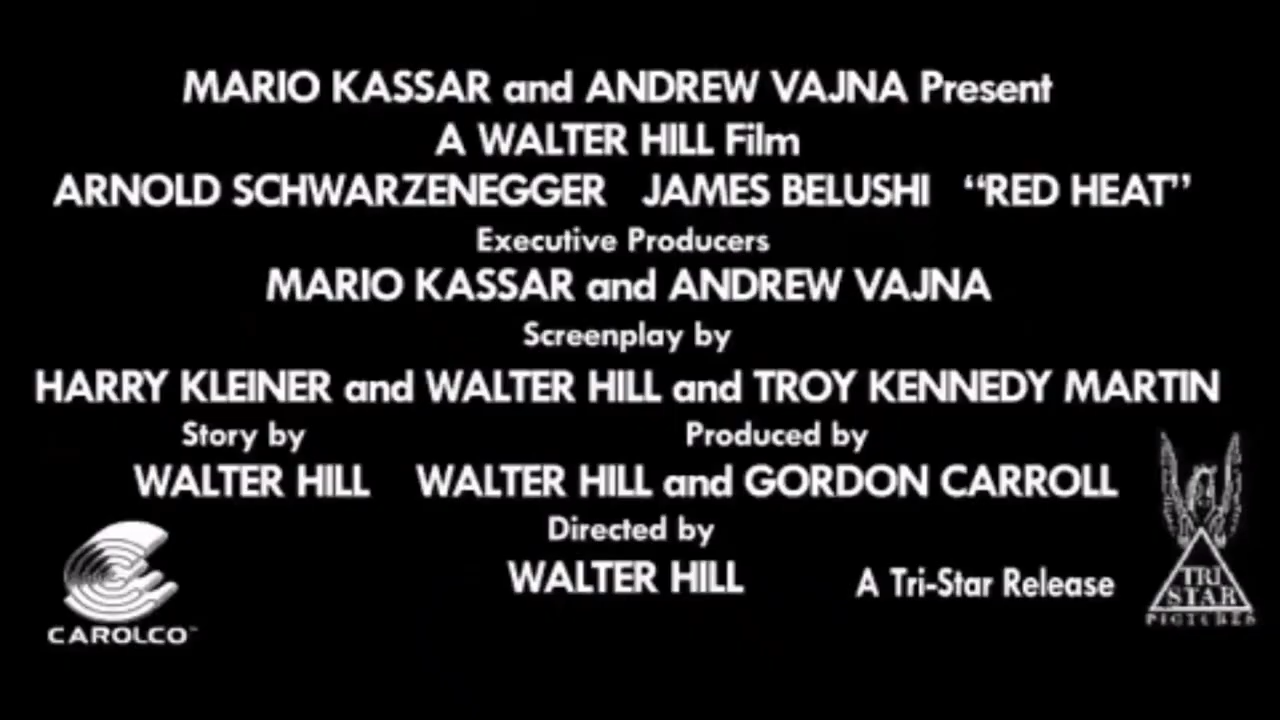 MARIO KASSAR and ANDREW VAJNA Present
A WALTER HILL Film
ARNOLD SCHWARZENEGGER JAMES BELUSHI “RED HEAT”
Executive Producers
MARIO KASSAR and ANDREW VAJNA
Screenplay by
HARRY KLEINER and WALTER HILL and TROY KENNEDY MARTIN
Story by Produced by
WALTER HILL WALTER HILL and GORDON CARROLL
Directed by
WALTER HILL
A Tri-Star Release
CAROLCO™
TRI
STAR
PICTURES